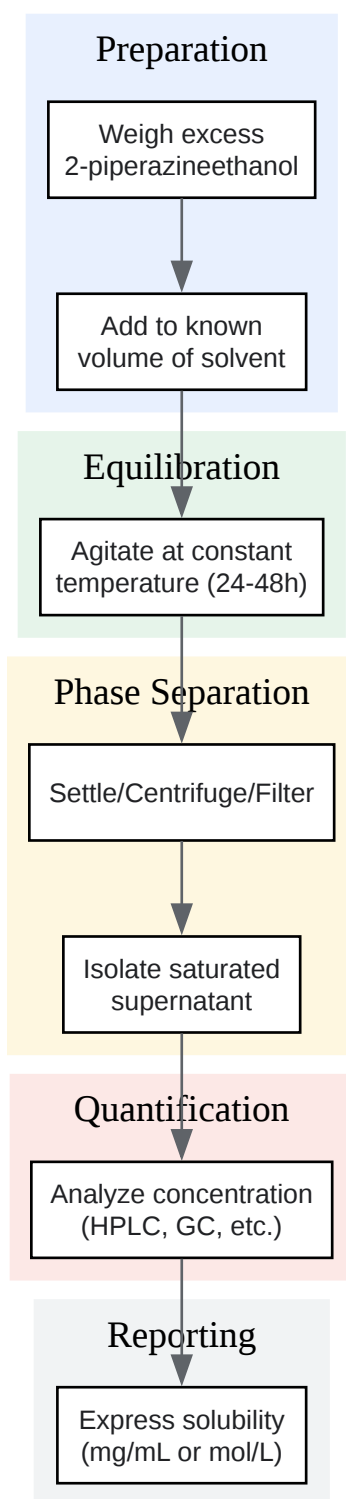 Preparation
Weigh excess
2-piperazineethanol
Add to known
volume of solvent
Equilibration
Agitate at constant
temperature (24-48h)
Phase Separation
Settle/Centrifuge/Filter
Isolate saturated
supernatant
Quantification
Analyze concentration
(HPLC, GC, etc.)
Reporting
Express solubility
(mg/mL or mol/L)